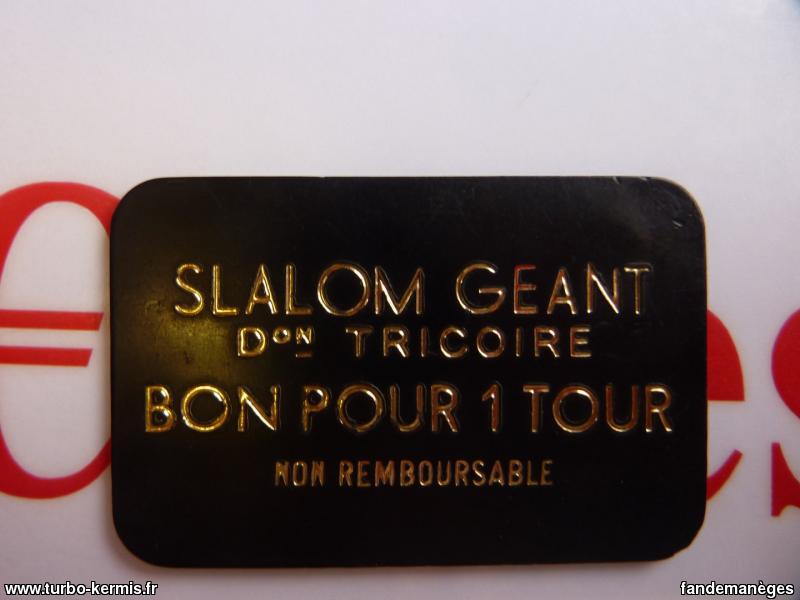 SLALOM GEANT
DON TRICOIRE
BON POUR 1 TOUR
NON REMBOURSABLE
www.turbo-kermis.fr
fandemanèges